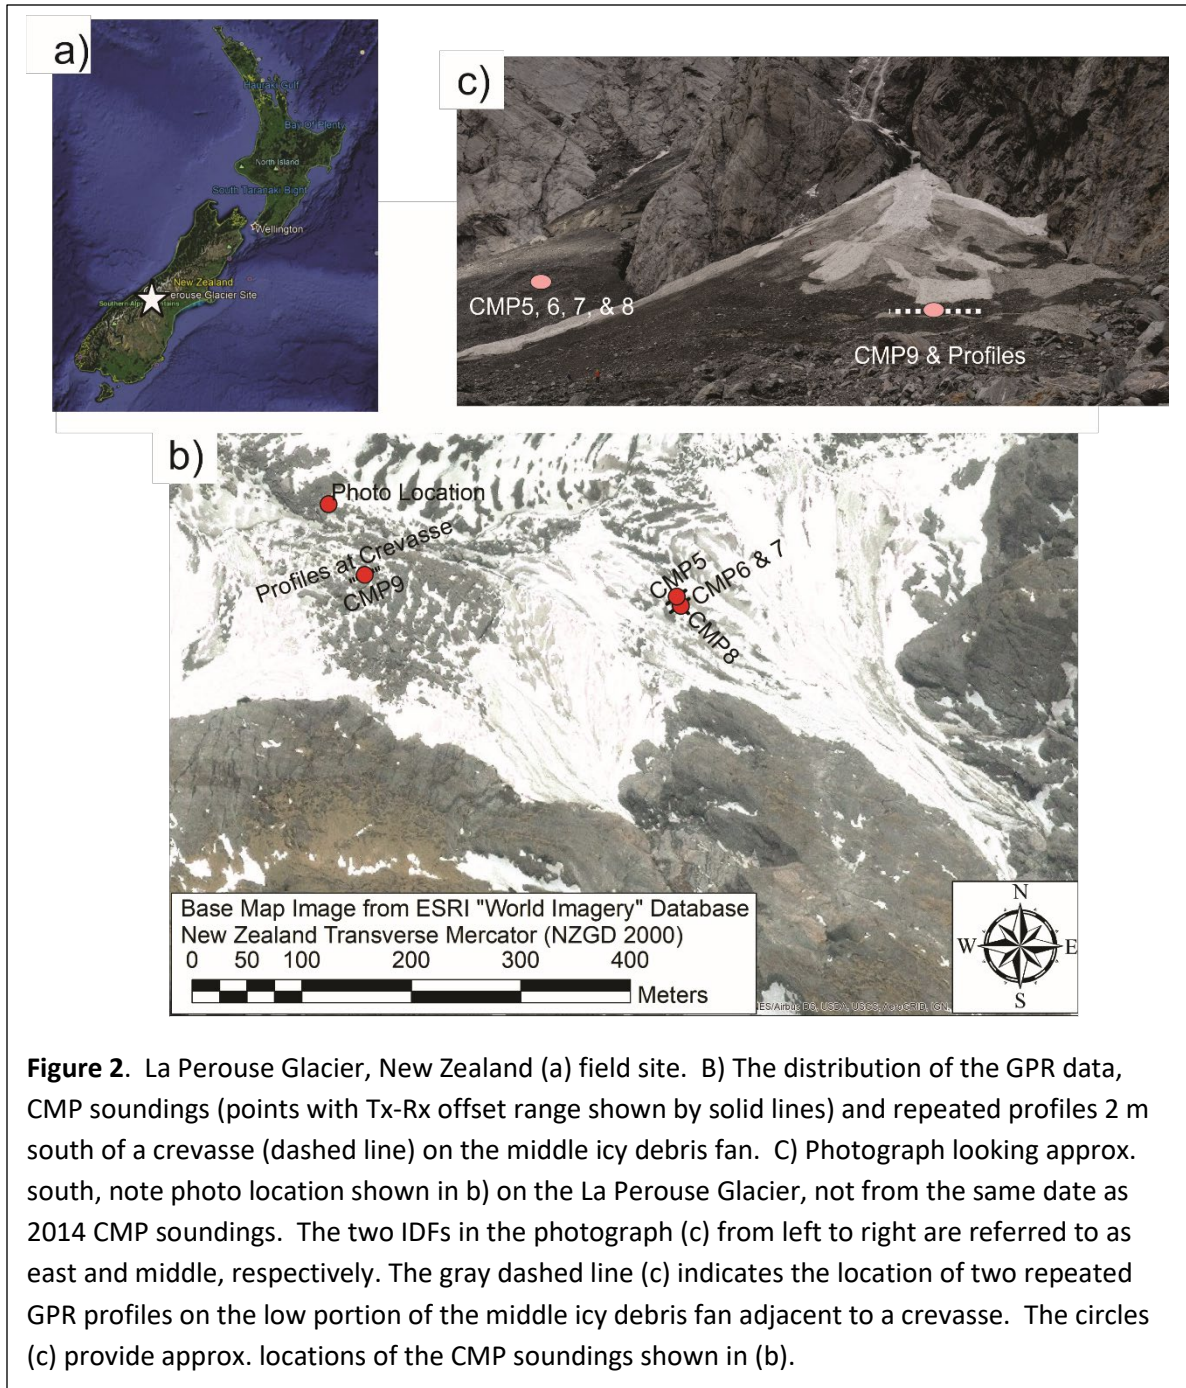 a)
Hauraki Gulf
Bay Of Plenty
North Island
South Taranaki Bight
Wellington
New Zealand
erouse Glacier Site
c)
CMP5, 6, 7, & 8
CMP9 & Profiles
b)
Photo Location
Profiles at Crevasse
CMP9
CMP5
CMP6 & 7
CMP8
Base Map Image from ESRI "World Imagery" Database
New Zealand Transverse Mercator (NZGD 2000)
0 50 100 200 300 400
Meters
N
W E
S
USDA, USGS, AeroGRID, IGN,
Figure 2. La Perouse Glacier, New Zealand (a) field site. B) The distribution of the GPR data,
CMP soundings (points with Tx-Rx offset range shown by solid lines) and repeated profiles 2 m
south of a crevasse (dashed line) on the middle icy debris fan. C) Photograph looking approx.
south, note photo location shown in b) on the La Perouse Glacier, not from the same date as
2014 CMP soundings. The two IDFs in the photograph (c) from left to right are referred to as
east and middle, respectively. The gray dashed line (c) indicates the location of two repeated
GPR profiles on the low portion of the middle icy debris fan adjacent to a crevasse. The circles
(c) provide approx. locations of the CMP soundings shown in (b).